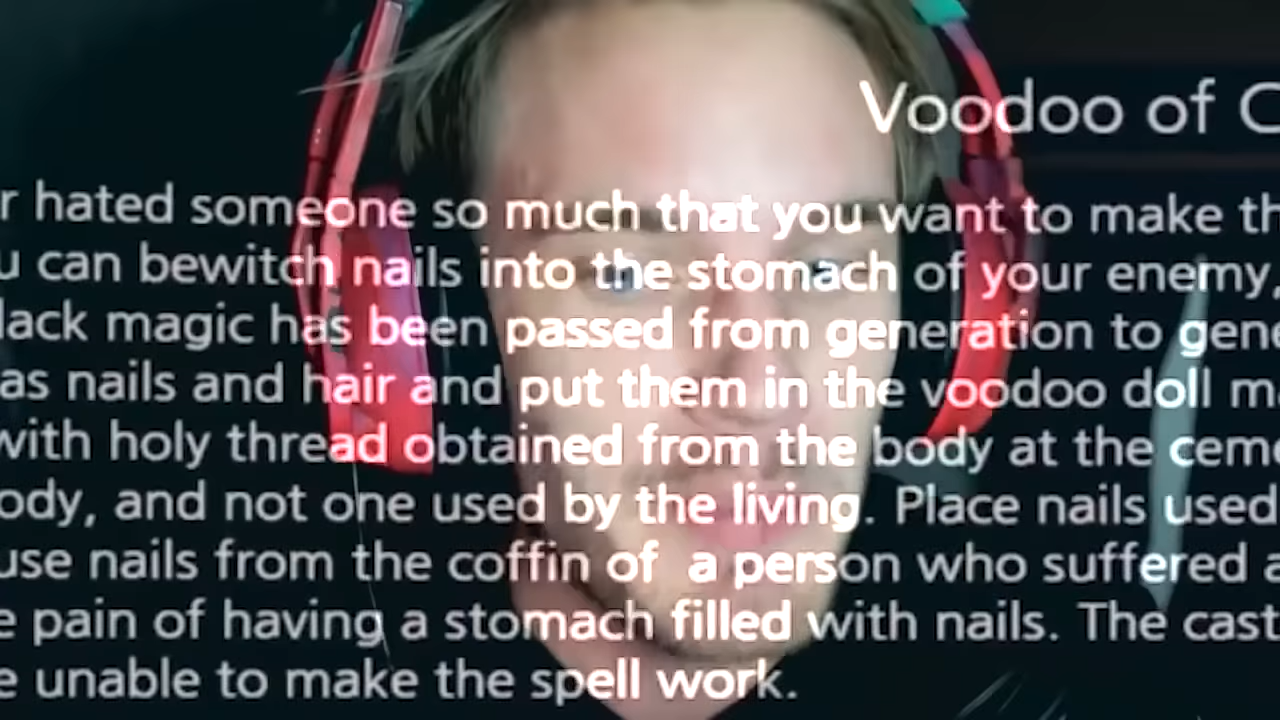 Voodoo of C
r hated someone so much that you want to make th
u can bewitch nails into the stomach of your enemy,
lack magic has been passed from generation to gene
as nails and hair and put them in the voodoo doll m
with holy thread obtained from the body at the ceme
ody, and not one used by the living. Place nails used
use nails from the coffin of a person who suffered a
e pain of having a stomach filled with nails. The cast
e unable to make the spell work.